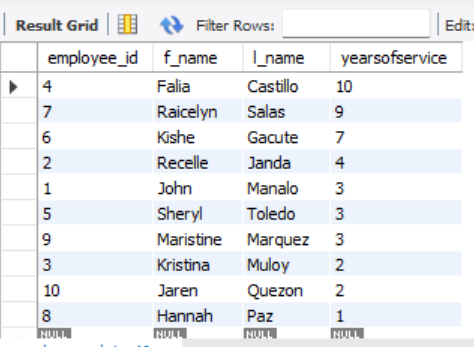 Result Grid Filter Rows: Edit:
employee_id f_name l_name yearsofservice
4 Falia Castillo 10
7 Raicelyn Salas 9
6 Kishe Gacute 7
2 Recelle Janda 4
1 John Manalo 3
5 Sheryl Toledo 3
9 Maristine Marquez 3
3 Kristina Muloy 2
10 Jaren Quezon 2
8 Hannah Paz 1
NULL NULL NULL NULL